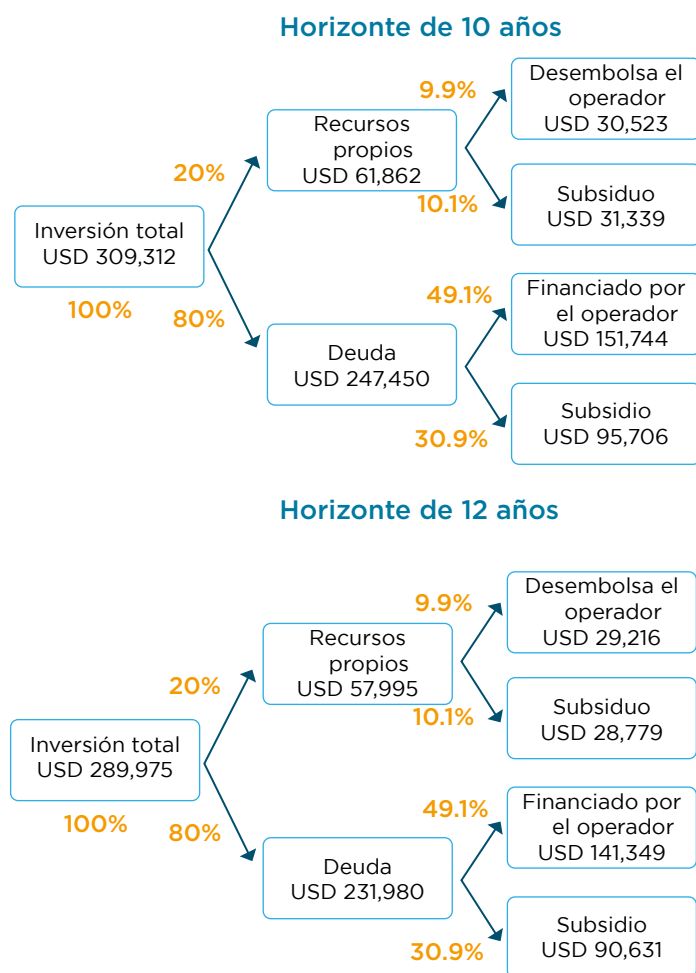 Horizonte de 10 años
9.9%
Desembolsa el
operador
USD 30,523
Recursos
propios
USD 61,862
20%
10.1%
Subsiduo
USD 31,339
Inversión total
USD 309,312
100%
80%
49.1%
Financiado por
el operador
USD 151,744
Deuda
USD 247,450
30.9%
Subsidio
USD 95,706
Horizonte de 12 años
9.9%
Desembolsa el
operador
USD 29,216
Recursos
propios
USD 57,995
20%
10.1%
Subsiduo
USD 28,779
Inversión total
USD 289,975
100%
80%
49.1%
Financiado por
el operador
USD 141,349
Deuda
USD 231,980
30.9%
Subsidio
USD 90,631